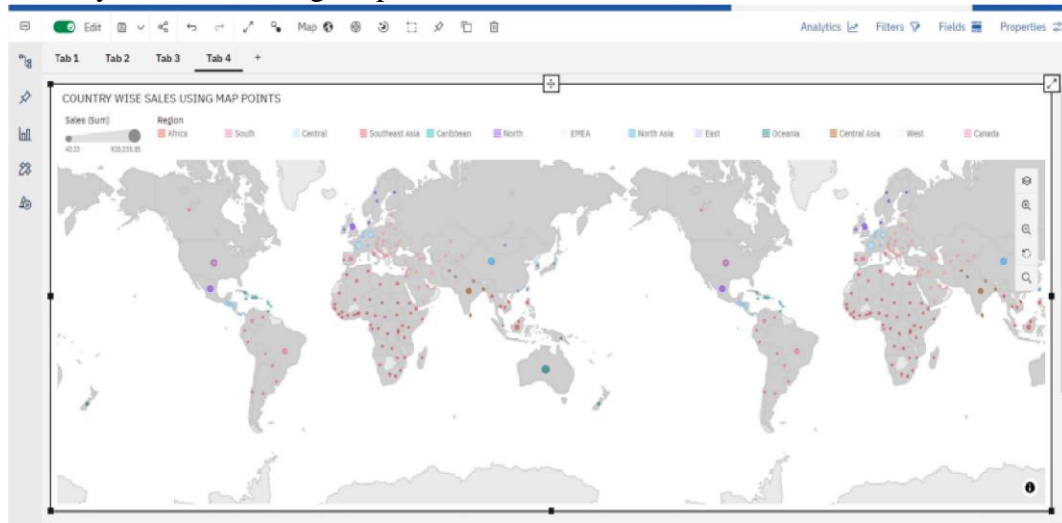 Edit Map Analytics Filters Fields Properties
Tab 1 Tab 2 Tab 3 Tab 4 +
COUNTRY WISE SALES USING MAP POINTS
Sales (Sum) Region
Africa South Central Southeast Asia Caribbean North EMEA North Asia East Oceania Central Asia West Canada